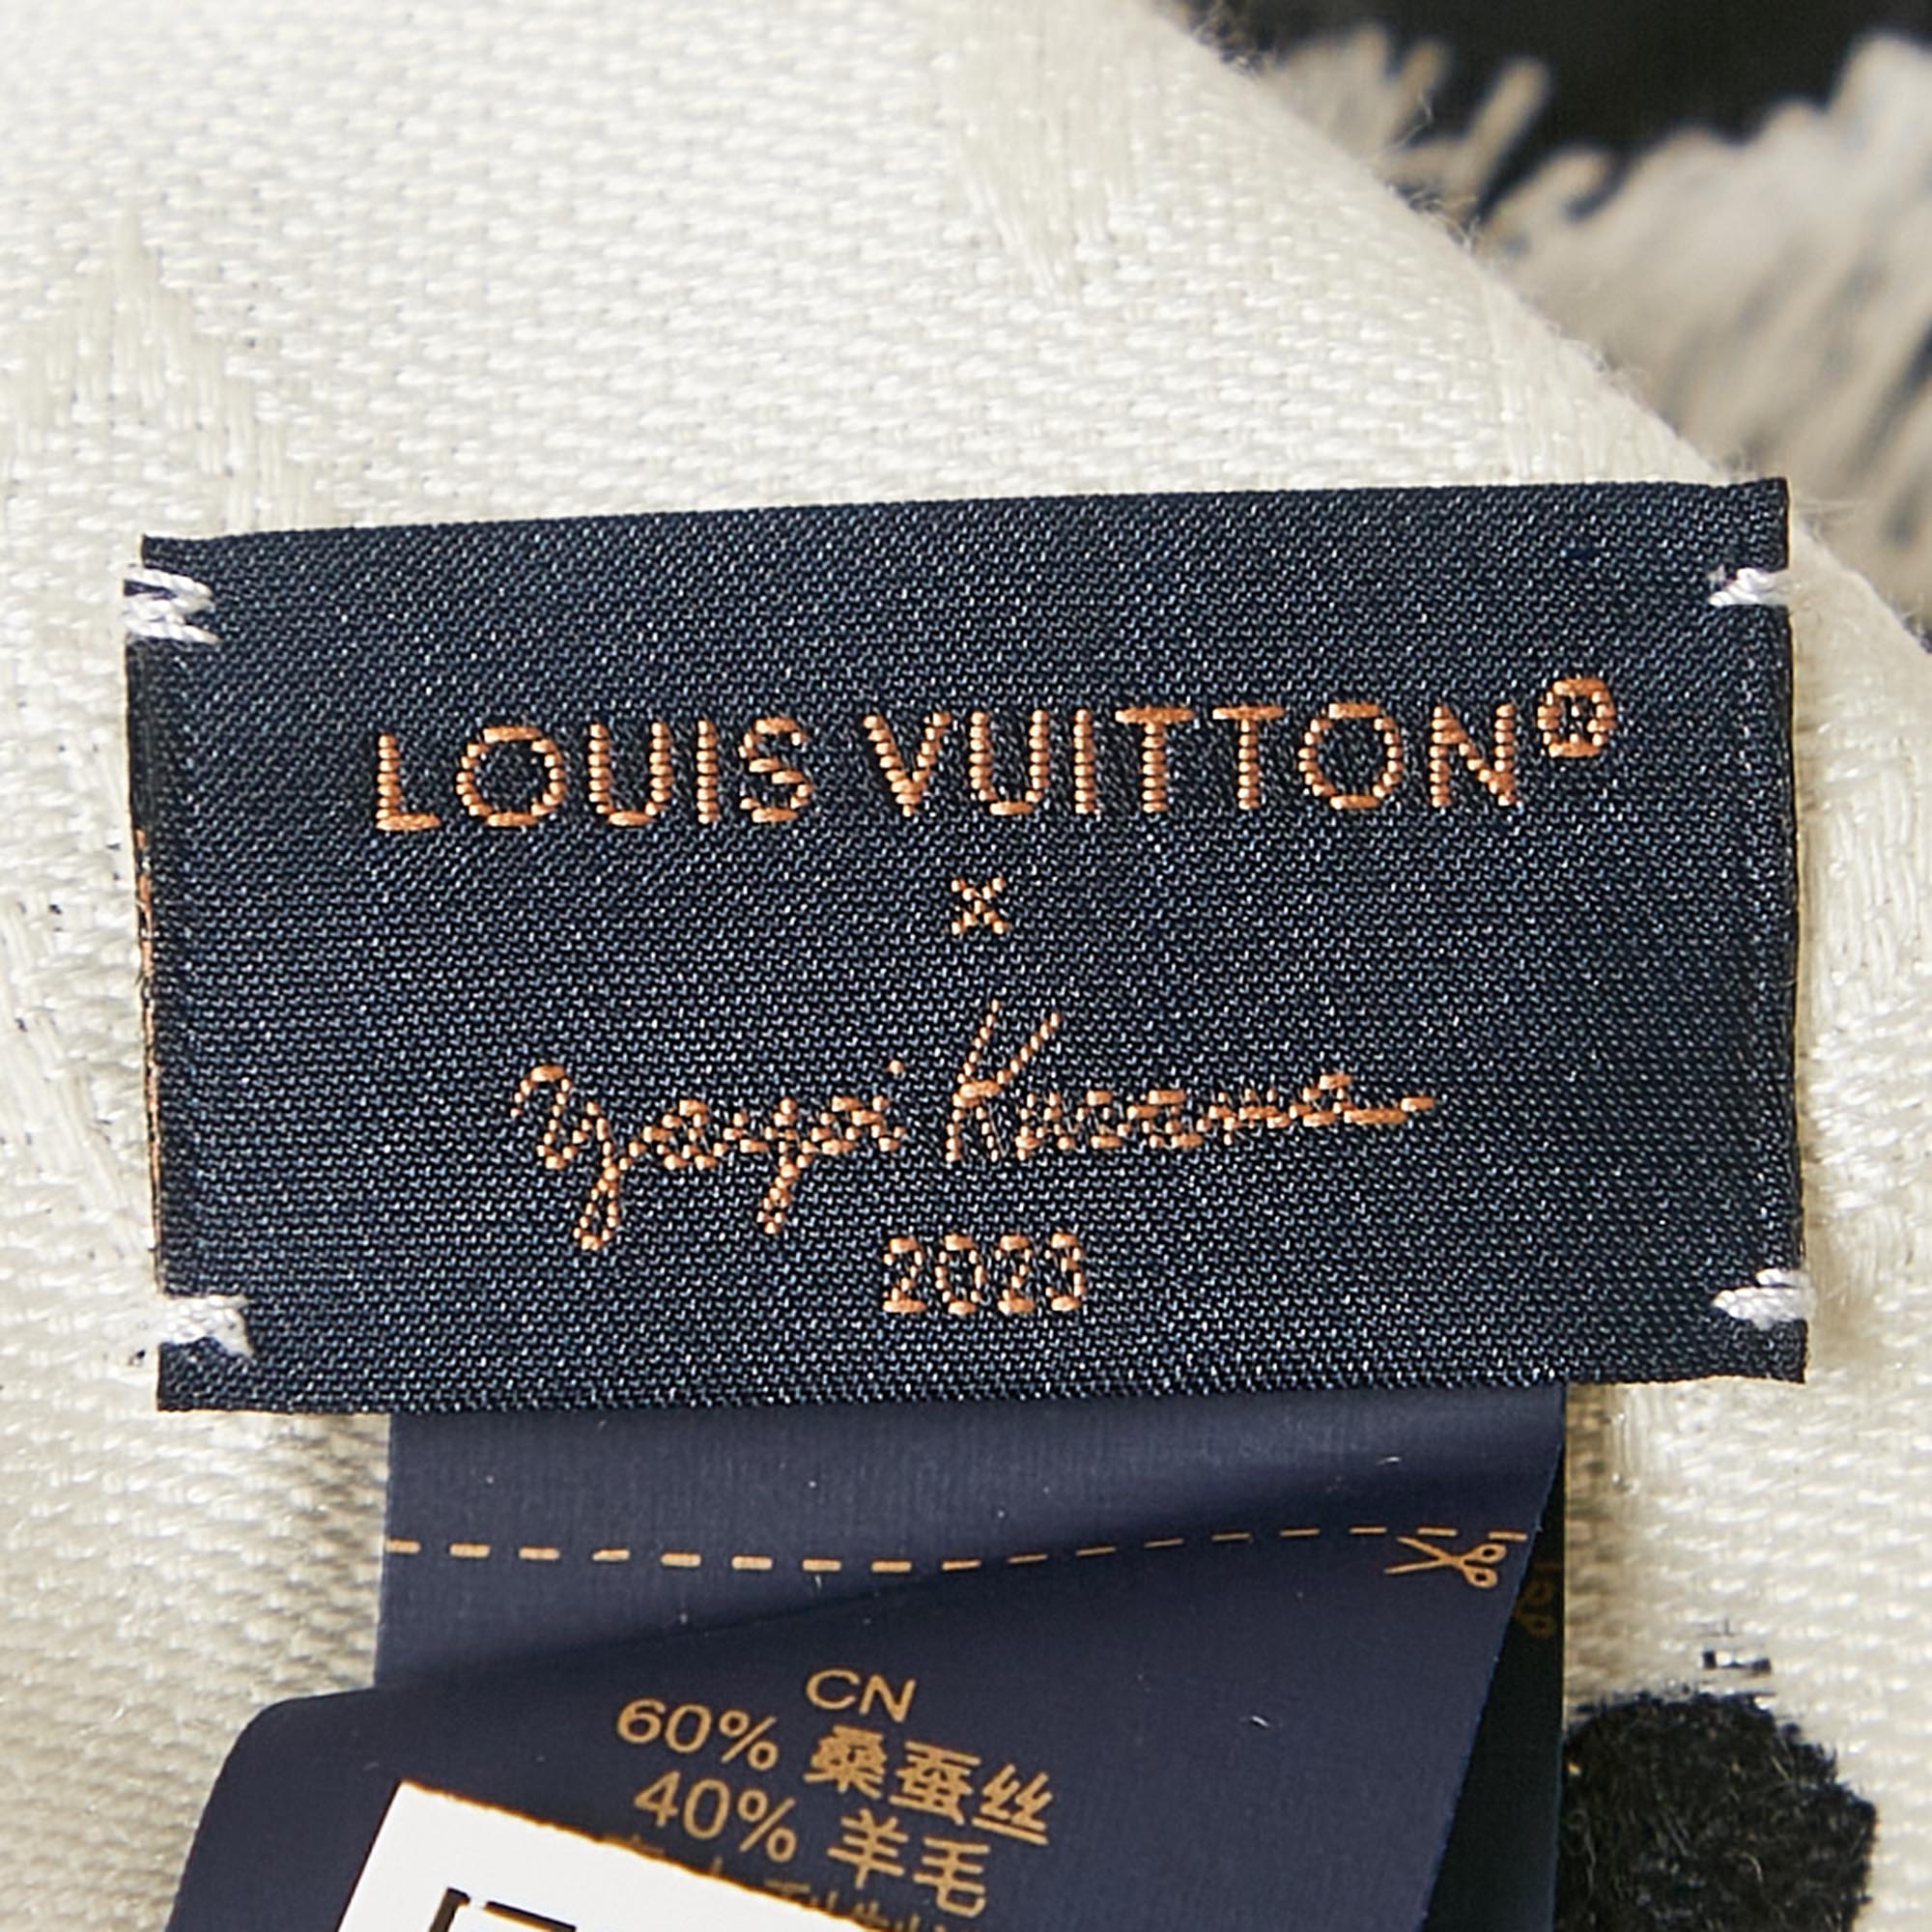 LOUIS VUITTON®
x
Yayoi Kusama
2023
CN
60% 桑蚕丝
40% 羊毛